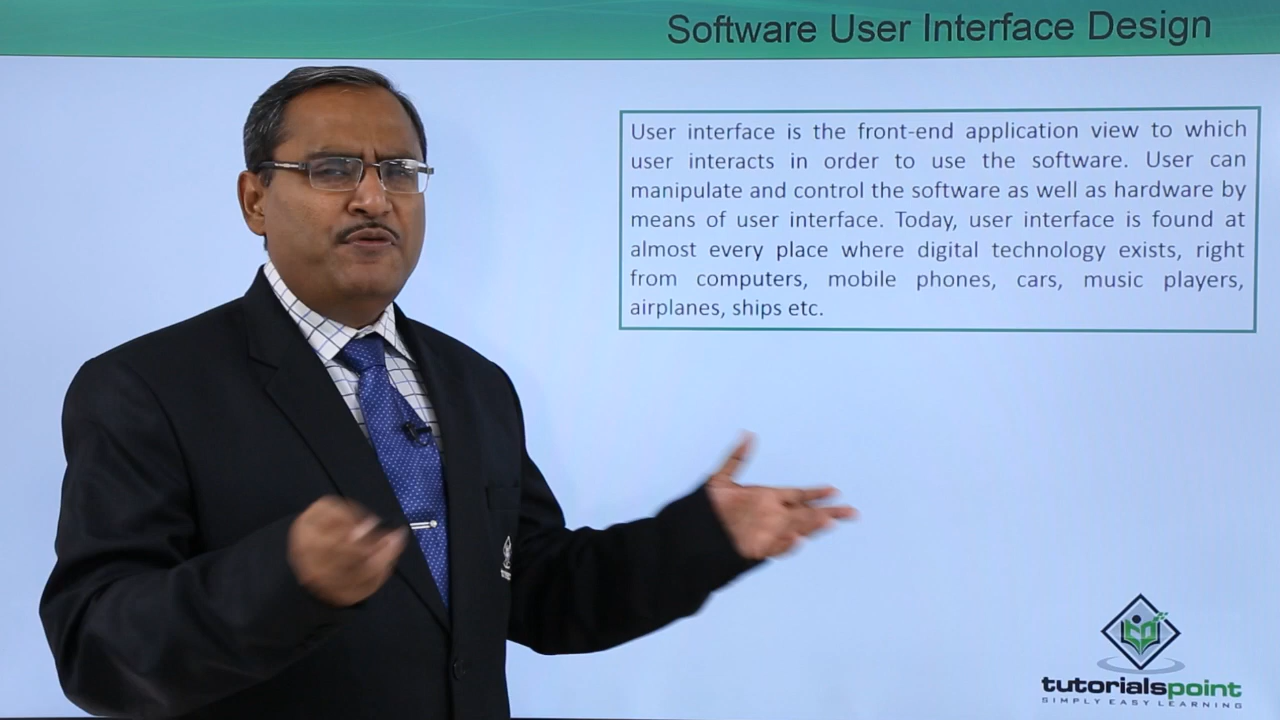 Software User Interface Design
User interface is the front-end application view to which
user interacts in order to use the software. User can
manipulate and control the software as well as hardware by
means of user interface. Today, user interface is found at
almost every place where digital technology exists, right
from computers, mobile phones, cars, music players,
airplanes, ships etc.
tutorialspoint
SIMPLY EASY LEARNING